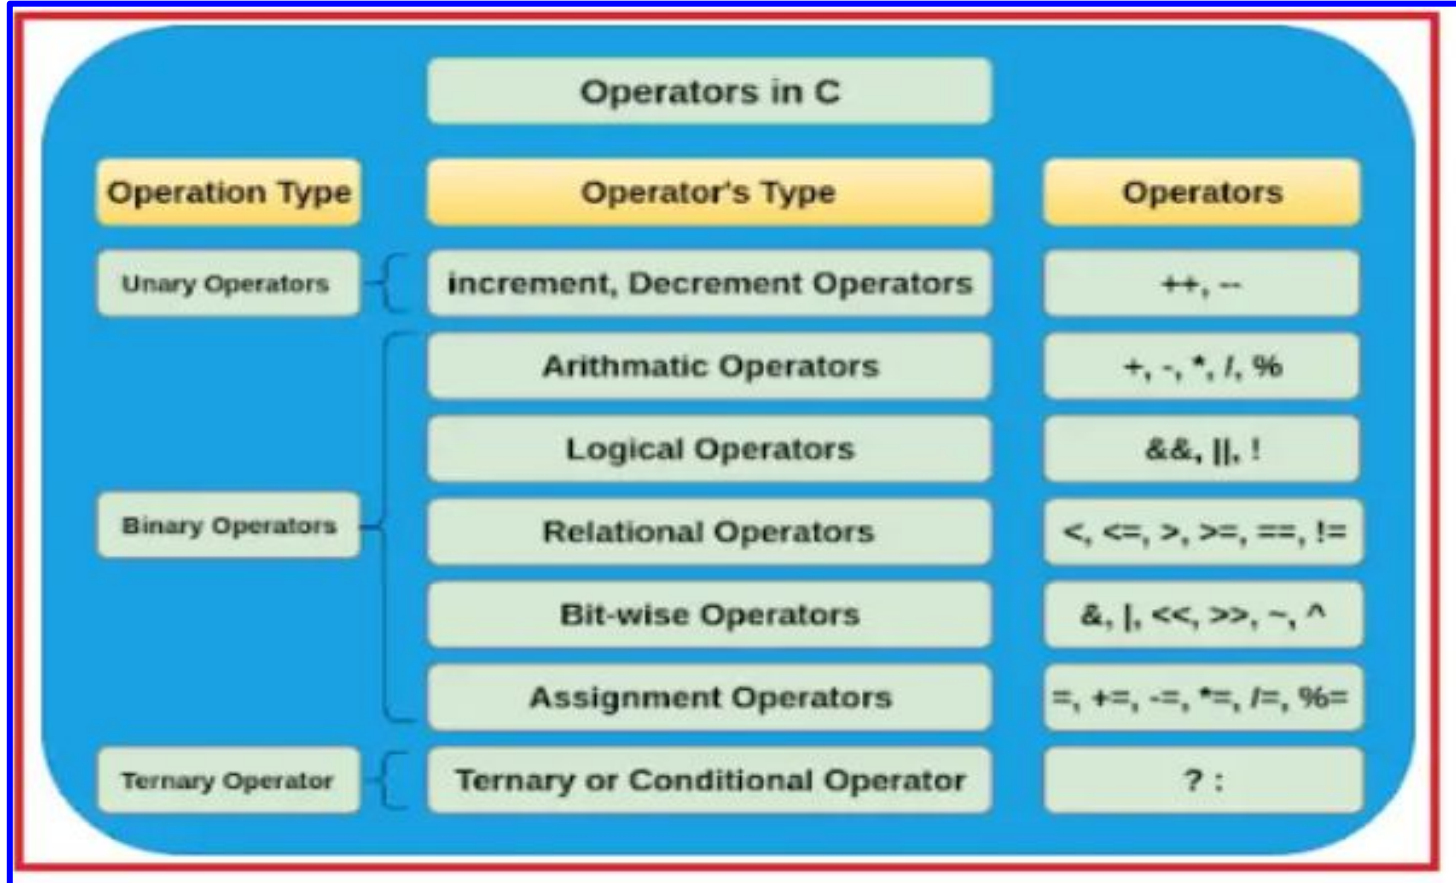 Operators in C
Operation Type Operator's Type Operators
Unary Operators increment, Decrement Operators ++, --
Arithmatic Operators +, -, *, /, %
Logical Operators &&, ||, !
Binary Operators Relational Operators <, <=, >, >=, ==, !=
Bit-wise Operators &, |, <<, >>, ~, ^
Assignment Operators =, +=, -=, *=, /=, %=
Ternary Operator Ternary or Conditional Operator ? :